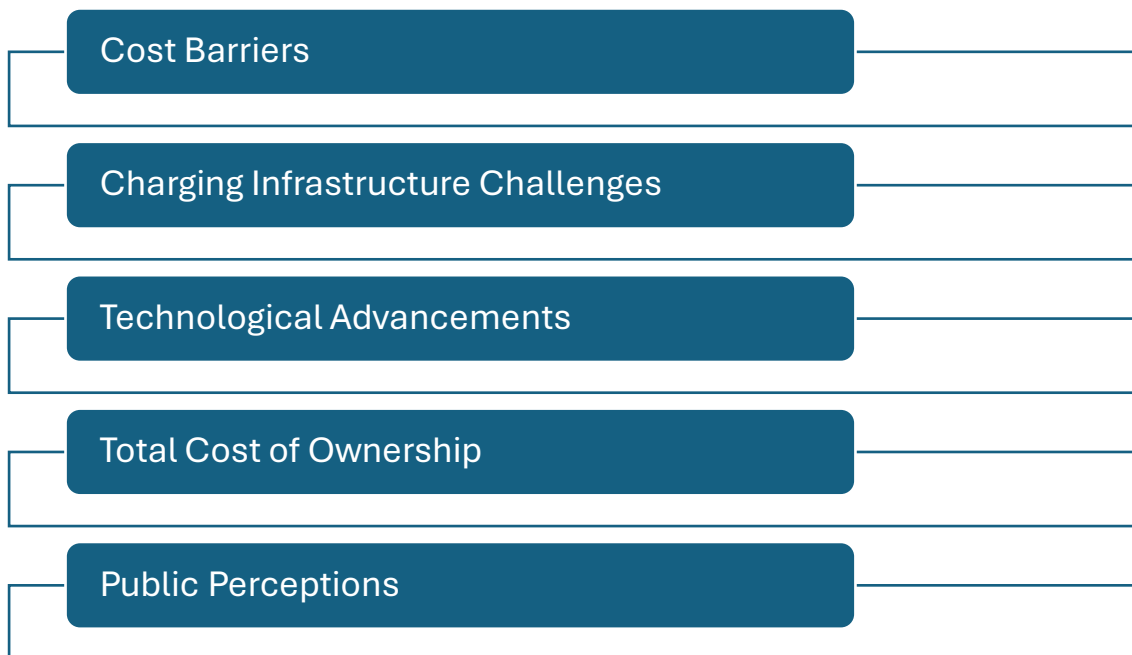 Cost Barriers
Charging Infrastructure Challenges
Technological Advancements
Total Cost of Ownership
Public Perceptions